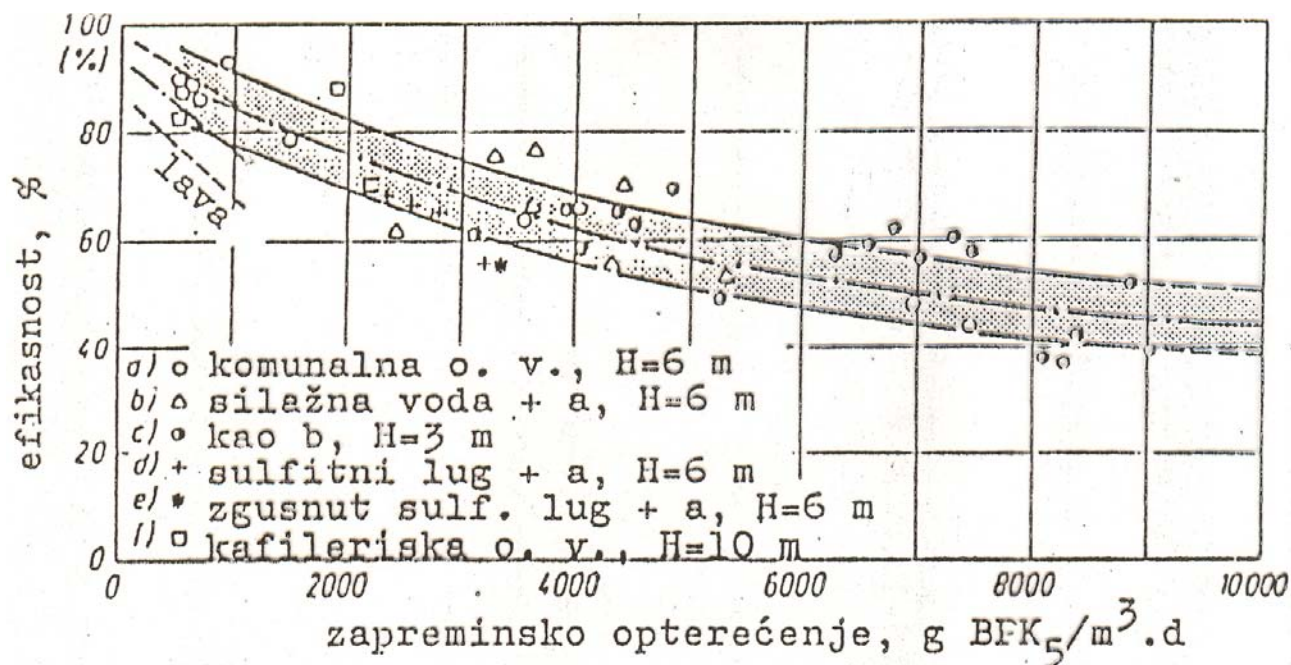 100
(%)
80
60
40
20
0
efikasnost, %
lava
a) o komunalna o. v., H=6 m
b) △ silažna voda + a, H=6 m
c) kao b, H=3 m
d) + sulfitni lug + a, H=6 m
e) * zgusnut sulf. lug + a, H=6 m
f) □ kafileriska o. v., H=10 m
0 2000 4000 6000 8000 10000
zapreminsko opterećenje, g BPK₅/m³.d